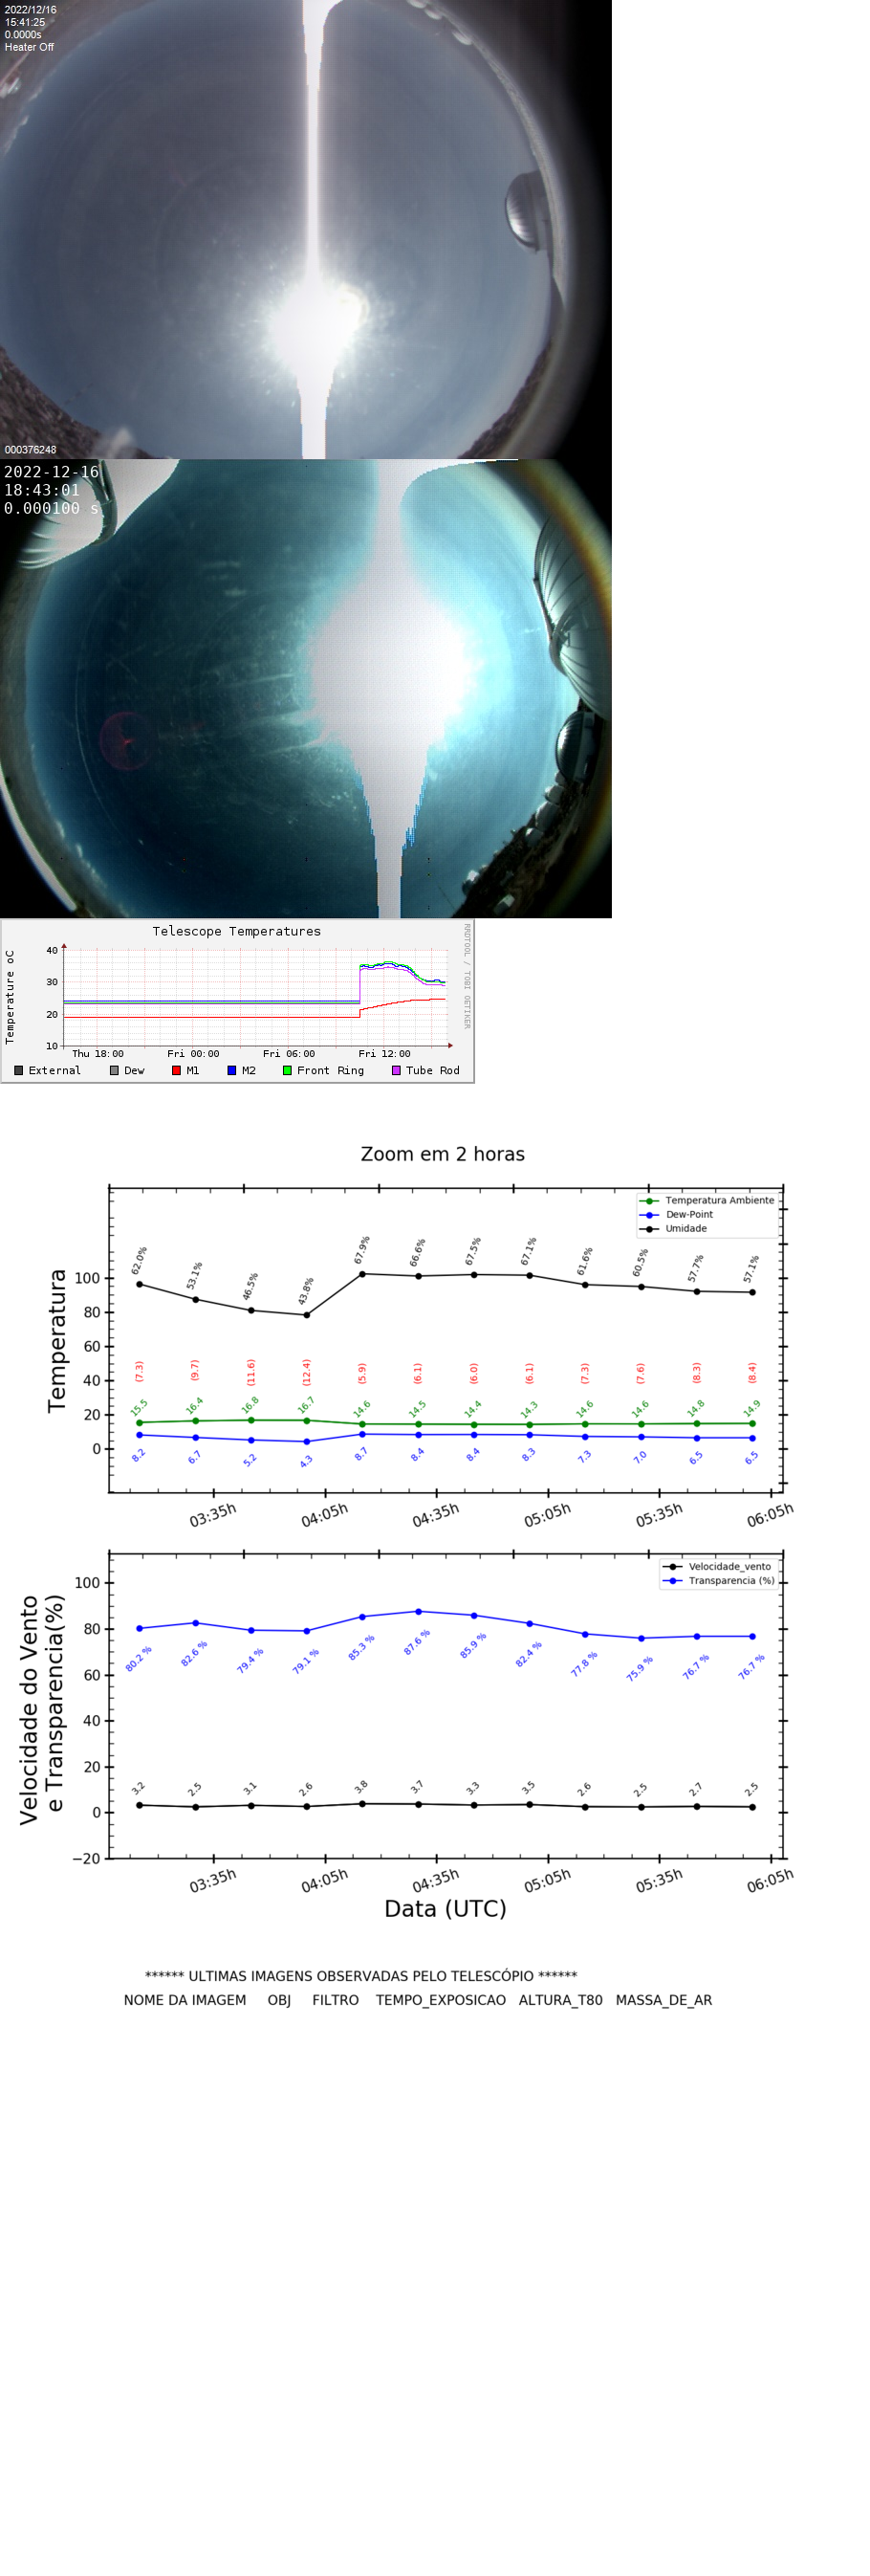 2022/12/16
15:41:25
0.0000s
Heater Off
000376248
2022-12-16
18:43:01
0.000100 s
Telescope Temperatures
RRDTOOL / TOBI OETIKER
Temperature oC
40
30
20
10
Thu 18:00 Fri 00:00 Fri 06:00 Fri 12:00
External Dew M1 M2 Front Ring Tube Rod
Zoom em 2 horas
Temperatura Ambiente
Dew-Point
Umidade
Temperatura
100
80
60
40
20
0
62.0% 53.1% 46.5% 43.8% 67.9% 66.6% 67.5% 67.1% 61.6% 60.5% 57.7% 57.1%
(7.3) (9.7) (11.6) (12.4) (5.9) (6.1) (6.0) (6.1) (7.3) (7.6) (8.3) (8.4)
15.5 16.4 16.8 16.7 14.6 14.5 14.4 14.3 14.6 14.6 14.8 14.9
8.2 6.7 5.2 4.3 8.7 8.4 8.4 8.3 7.3 7.0 6.5 6.5
03:35h 04:05h 04:35h 05:05h 05:35h 06:05h
Velocidade_vento
Transparencia (%)
Velocidade do Vento
e Transparencia(%)
100
80
60
40
20
0
−20
80.2 % 82.6 % 79.4 % 79.1 % 85.3 % 87.6 % 85.9 % 82.4 % 77.8 % 75.9 % 76.7 % 76.7 %
3.2 2.5 3.1 2.6 3.8 3.7 3.3 3.5 2.6 2.5 2.7 2.5
03:35h 04:05h 04:35h 05:05h 05:35h 06:05h
Data (UTC)
****** ULTIMAS IMAGENS OBSERVADAS PELO TELESCÓPIO ******
NOME DA IMAGEM OBJ FILTRO TEMPO_EXPOSICAO ALTURA_T80 MASSA_DE_AR